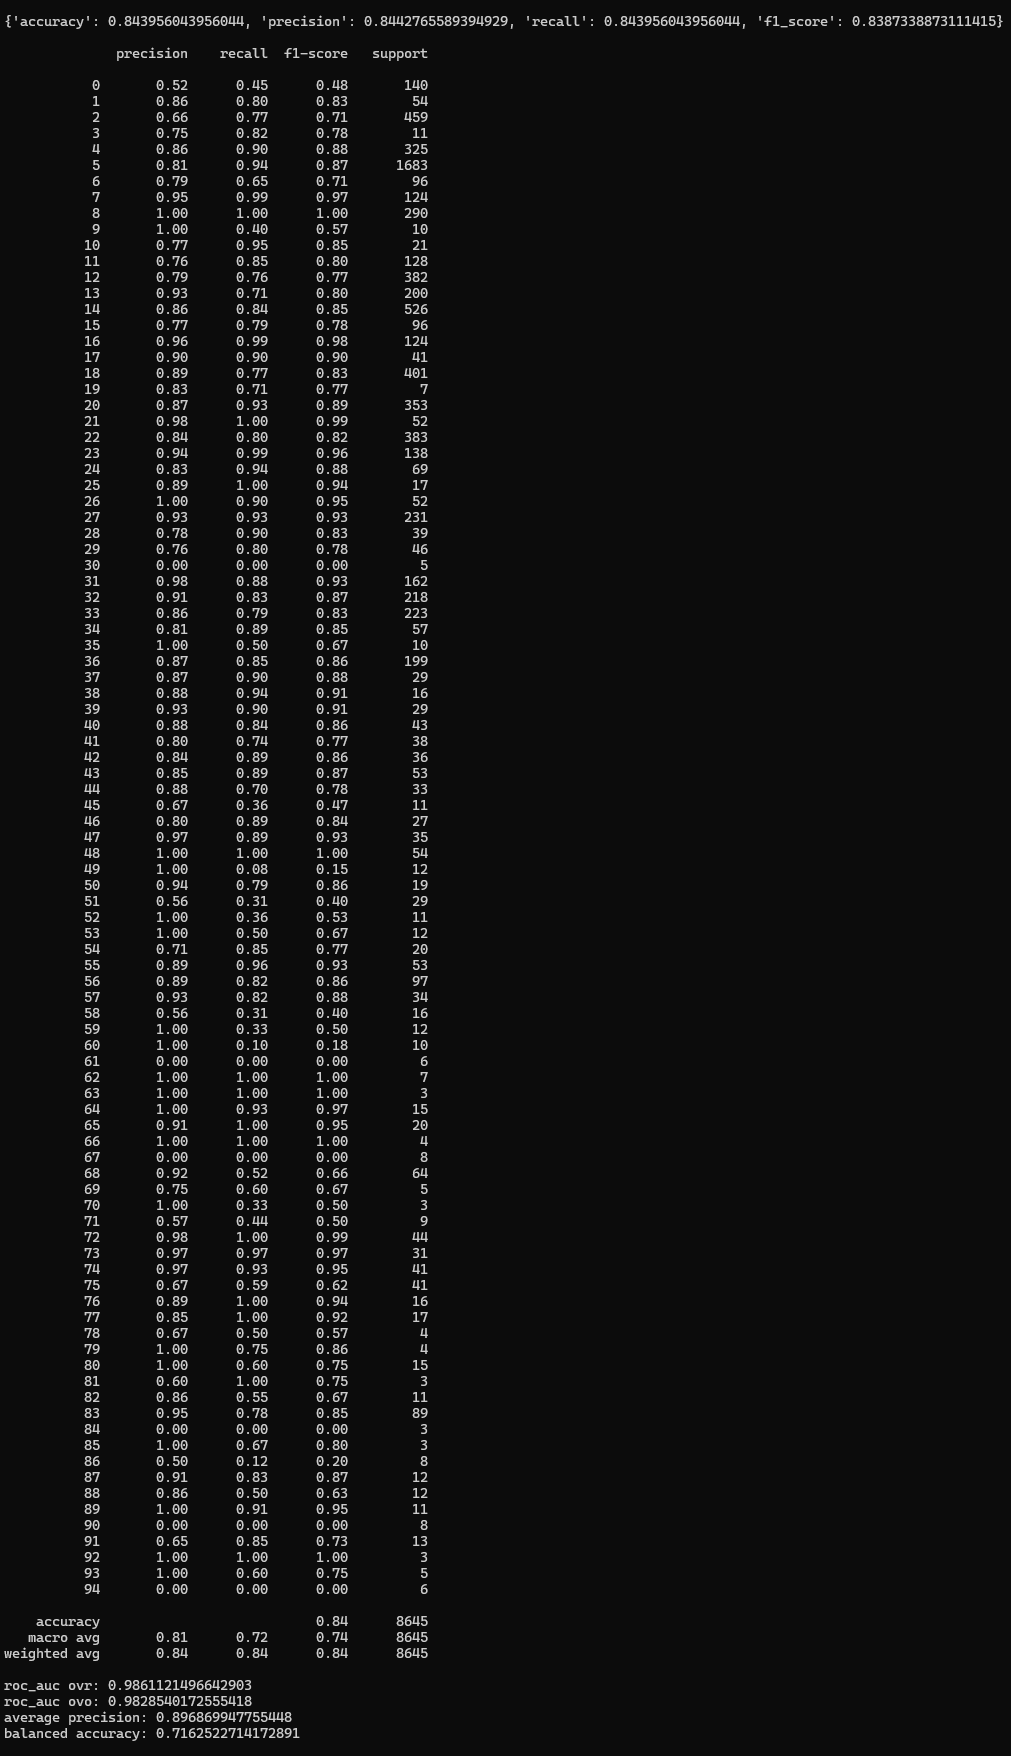 {'accuracy': 0.843956043956044, 'precision': 0.8442765589394929, 'recall': 0.843956043956044, 'f1_score': 0.8387338873111415}
precision recall f1-score support
0 0.52 0.45 0.48 140
1 0.86 0.80 0.83 54
2 0.66 0.77 0.71 459
3 0.75 0.82 0.78 11
4 0.86 0.90 0.88 325
5 0.81 0.94 0.87 1683
6 0.79 0.65 0.71 96
7 0.95 0.99 0.97 124
8 1.00 1.00 1.00 290
9 1.00 0.40 0.57 10
10 0.77 0.95 0.85 21
11 0.76 0.85 0.80 128
12 0.79 0.76 0.77 382
13 0.93 0.71 0.80 200
14 0.86 0.84 0.85 526
15 0.77 0.79 0.78 96
16 0.96 0.99 0.98 124
17 0.90 0.90 0.90 41
18 0.89 0.77 0.83 401
19 0.83 0.71 0.77 7
20 0.87 0.93 0.89 353
21 0.98 1.00 0.99 52
22 0.84 0.80 0.82 383
23 0.94 0.99 0.96 138
24 0.83 0.94 0.88 69
25 0.89 1.00 0.94 17
26 1.00 0.90 0.95 52
27 0.93 0.93 0.93 231
28 0.78 0.90 0.83 39
29 0.76 0.80 0.78 46
30 0.00 0.00 0.00 5
31 0.98 0.88 0.93 162
32 0.91 0.83 0.87 218
33 0.86 0.79 0.83 223
34 0.81 0.89 0.85 57
35 1.00 0.50 0.67 10
36 0.87 0.85 0.86 199
37 0.87 0.90 0.88 29
38 0.88 0.94 0.91 16
39 0.93 0.90 0.91 29
40 0.88 0.84 0.86 43
41 0.80 0.74 0.77 38
42 0.84 0.89 0.86 36
43 0.85 0.89 0.87 53
44 0.88 0.70 0.78 33
45 0.67 0.36 0.47 11
46 0.80 0.89 0.84 27
47 0.97 0.89 0.93 35
48 1.00 1.00 1.00 54
49 1.00 0.08 0.15 12
50 0.94 0.79 0.86 19
51 0.56 0.31 0.40 29
52 1.00 0.36 0.53 11
53 1.00 0.50 0.67 12
54 0.71 0.85 0.77 20
55 0.89 0.96 0.93 53
56 0.89 0.82 0.86 97
57 0.93 0.82 0.88 34
58 0.56 0.31 0.40 16
59 1.00 0.33 0.50 12
60 1.00 0.10 0.18 10
61 0.00 0.00 0.00 6
62 1.00 1.00 1.00 7
63 1.00 1.00 1.00 3
64 1.00 0.93 0.97 15
65 0.91 1.00 0.95 20
66 1.00 1.00 1.00 4
67 0.00 0.00 0.00 8
68 0.92 0.52 0.66 64
69 0.75 0.60 0.67 5
70 1.00 0.33 0.50 3
71 0.57 0.44 0.50 9
72 0.98 1.00 0.99 44
73 0.97 0.97 0.97 31
74 0.97 0.93 0.95 41
75 0.67 0.59 0.62 41
76 0.89 1.00 0.94 16
77 0.85 1.00 0.92 17
78 0.67 0.50 0.57 4
79 1.00 0.75 0.86 4
80 1.00 0.60 0.75 15
81 0.60 1.00 0.75 3
82 0.86 0.55 0.67 11
83 0.95 0.78 0.85 89
84 0.00 0.00 0.00 3
85 1.00 0.67 0.80 3
86 0.50 0.12 0.20 8
87 0.91 0.83 0.87 12
88 0.86 0.50 0.63 12
89 1.00 0.91 0.95 11
90 0.00 0.00 0.00 8
91 0.65 0.85 0.73 13
92 1.00 1.00 1.00 3
93 1.00 0.60 0.75 5
94 0.00 0.00 0.00 6
accuracy 0.84 8645
macro avg 0.81 0.72 0.74 8645
weighted avg 0.84 0.84 0.84 8645
roc_auc ovr: 0.9861121496642903
roc_auc ovo: 0.9828540172555418
average precision: 0.896869947755448
balanced accuracy: 0.7162522714172891